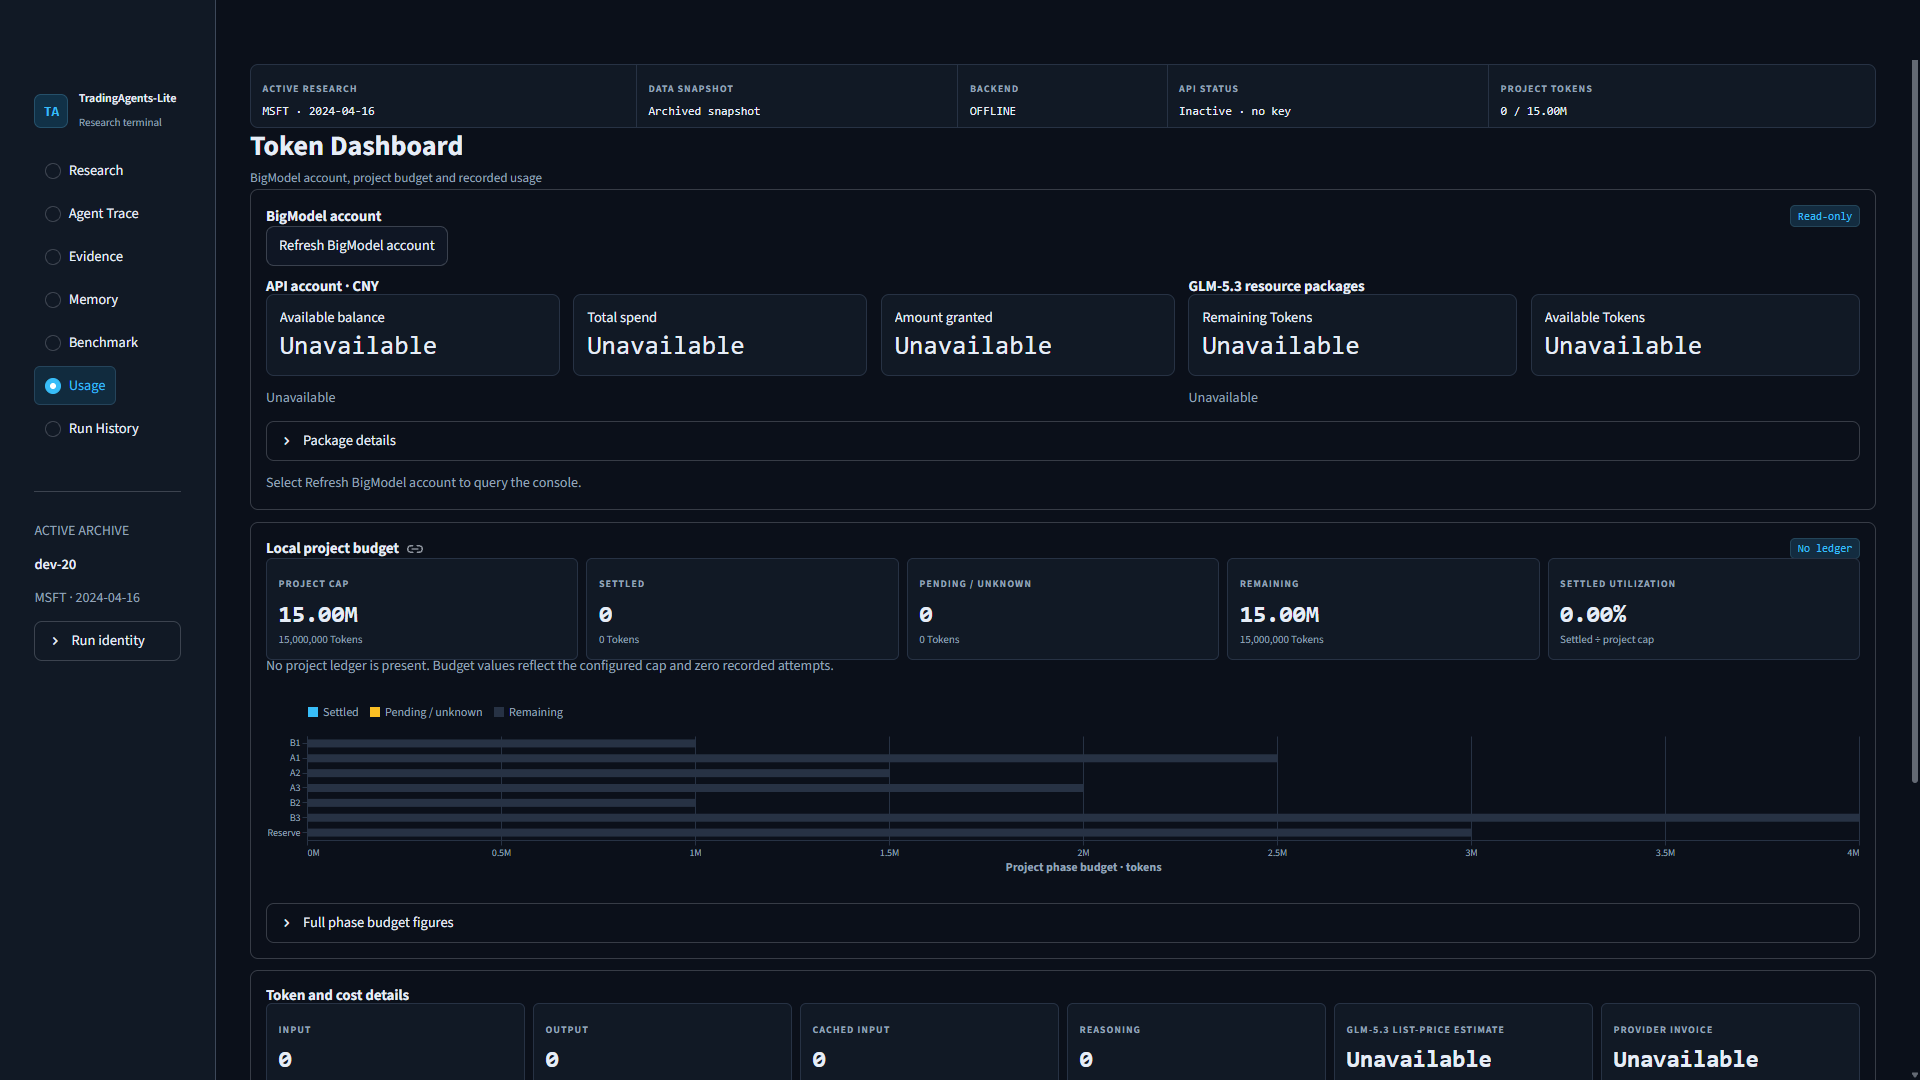 TA
TradingAgents-Lite
Research terminal
Research
Agent Trace
Evidence
Memory
Benchmark
Usage
Run History
ACTIVE ARCHIVE
dev-20
MSFT · 2024-04-16
Run identity
ACTIVE RESEARCH
MSFT · 2024-04-16
DATA SNAPSHOT
Archived snapshot
BACKEND
OFFLINE
API STATUS
Inactive · no key
PROJECT TOKENS
0 / 15.00M
Token Dashboard
BigModel account, project budget and recorded usage
BigModel account
Read-only
Refresh BigModel account
API account · CNY
Available balance
Unavailable
Total spend
Unavailable
Amount granted
Unavailable
Unavailable
GLM-5.3 resource packages
Remaining Tokens
Unavailable
Available Tokens
Unavailable
Unavailable
Package details
Select Refresh BigModel account to query the console.
Local project budget
No ledger
PROJECT CAP
15.00M
15,000,000 Tokens
SETTLED
0
0 Tokens
PENDING / UNKNOWN
0
0 Tokens
REMAINING
15.00M
15,000,000 Tokens
SETTLED UTILIZATION
0.00%
Settled ÷ project cap
No project ledger is present. Budget values reflect the configured cap and zero recorded attempts.
Settled Pending / unknown Remaining
B1
A1
A2
A3
B2
B3
Reserve
0M 0.5M 1M 1.5M 2M 2.5M 3M 3.5M 4M
Project phase budget · tokens
Full phase budget figures
Token and cost details
INPUT
0
OUTPUT
0
CACHED INPUT
0
REASONING
0
GLM-5.3 LIST-PRICE ESTIMATE
Unavailable
PROVIDER INVOICE
Unavailable